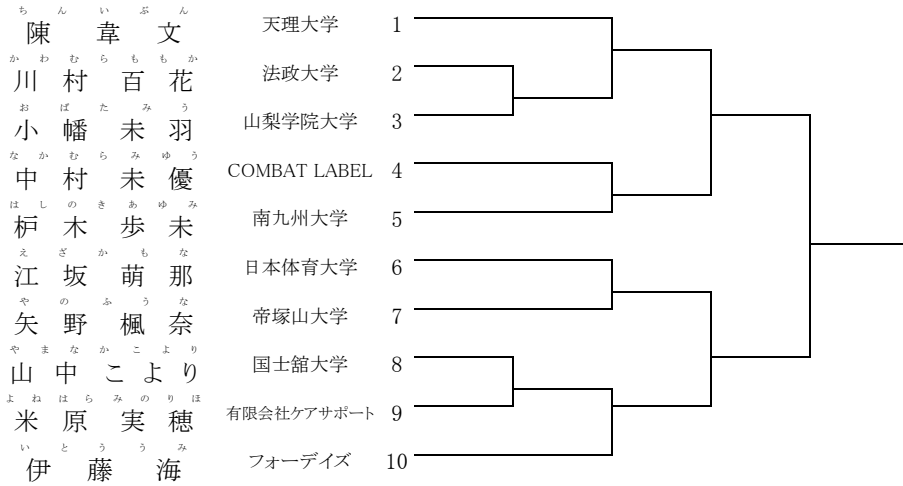 ちんいぶん
陳韋文 天理大学 1
かわむらももか
川村百花 法政大学 2
おばたみう
小幡未羽 山梨学院大学 3
なかむらみゆう
中村未優 COMBAT LABEL 4
はしのきあゆみ
枦木歩未 南九州大学 5
えざかもな
江坂萌那 日本体育大学 6
やのふうな
矢野楓奈 帝塚山大学 7
やまなかこより
山中こより 国士舘大学 8
よねはらみのりほ
米原実穂 有限会社ケアサポート 9
いとううみ
伊藤海 フォーデイズ 10